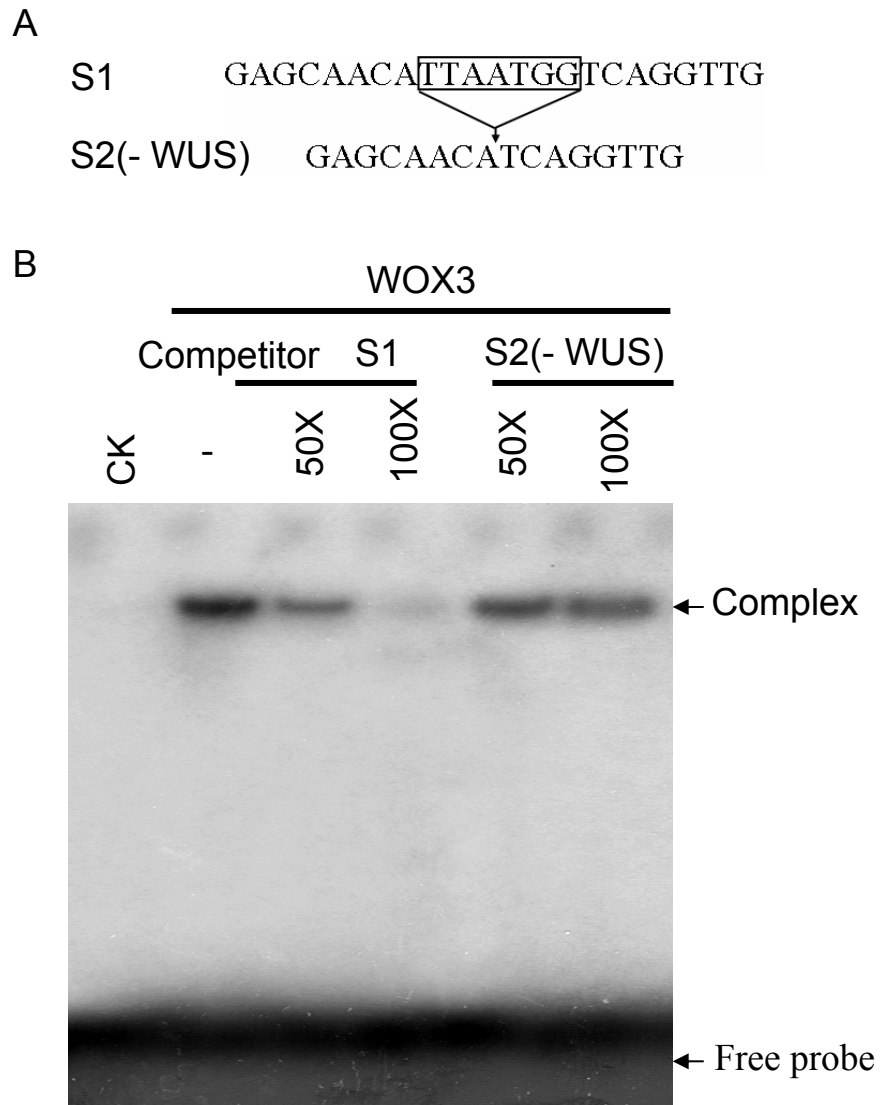 A
S1 GAGCAACATTAATGGTCAGGTTG
S2(- WUS) GAGCAACATCAGGTTG
B
WOX3
Competitor S1 S2(- WUS)
CK - 50X 100X 50X 100X
Complex
Free probe